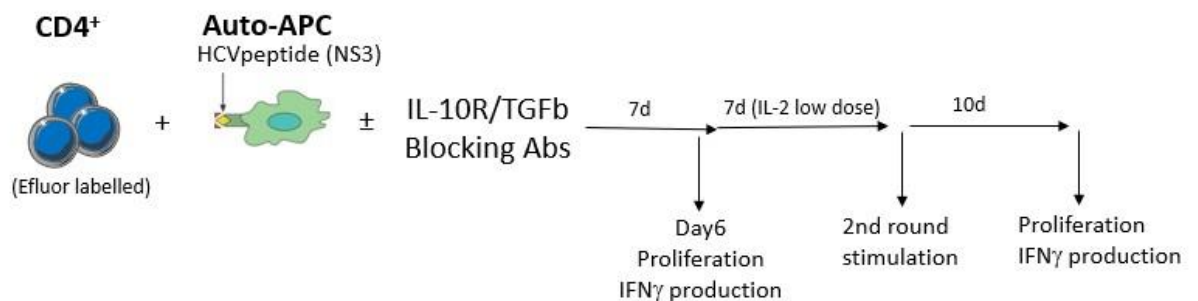 CD4⁺
Auto-APC
HCVpeptide (NS3)
+
±
IL-10R/TGFb
Blocking Abs
(Efluor labelled)
7d
7d (IL-2 low dose)
10d
Day6
Proliferation
IFNγ production
2nd round
stimulation
Proliferation
IFNγ production